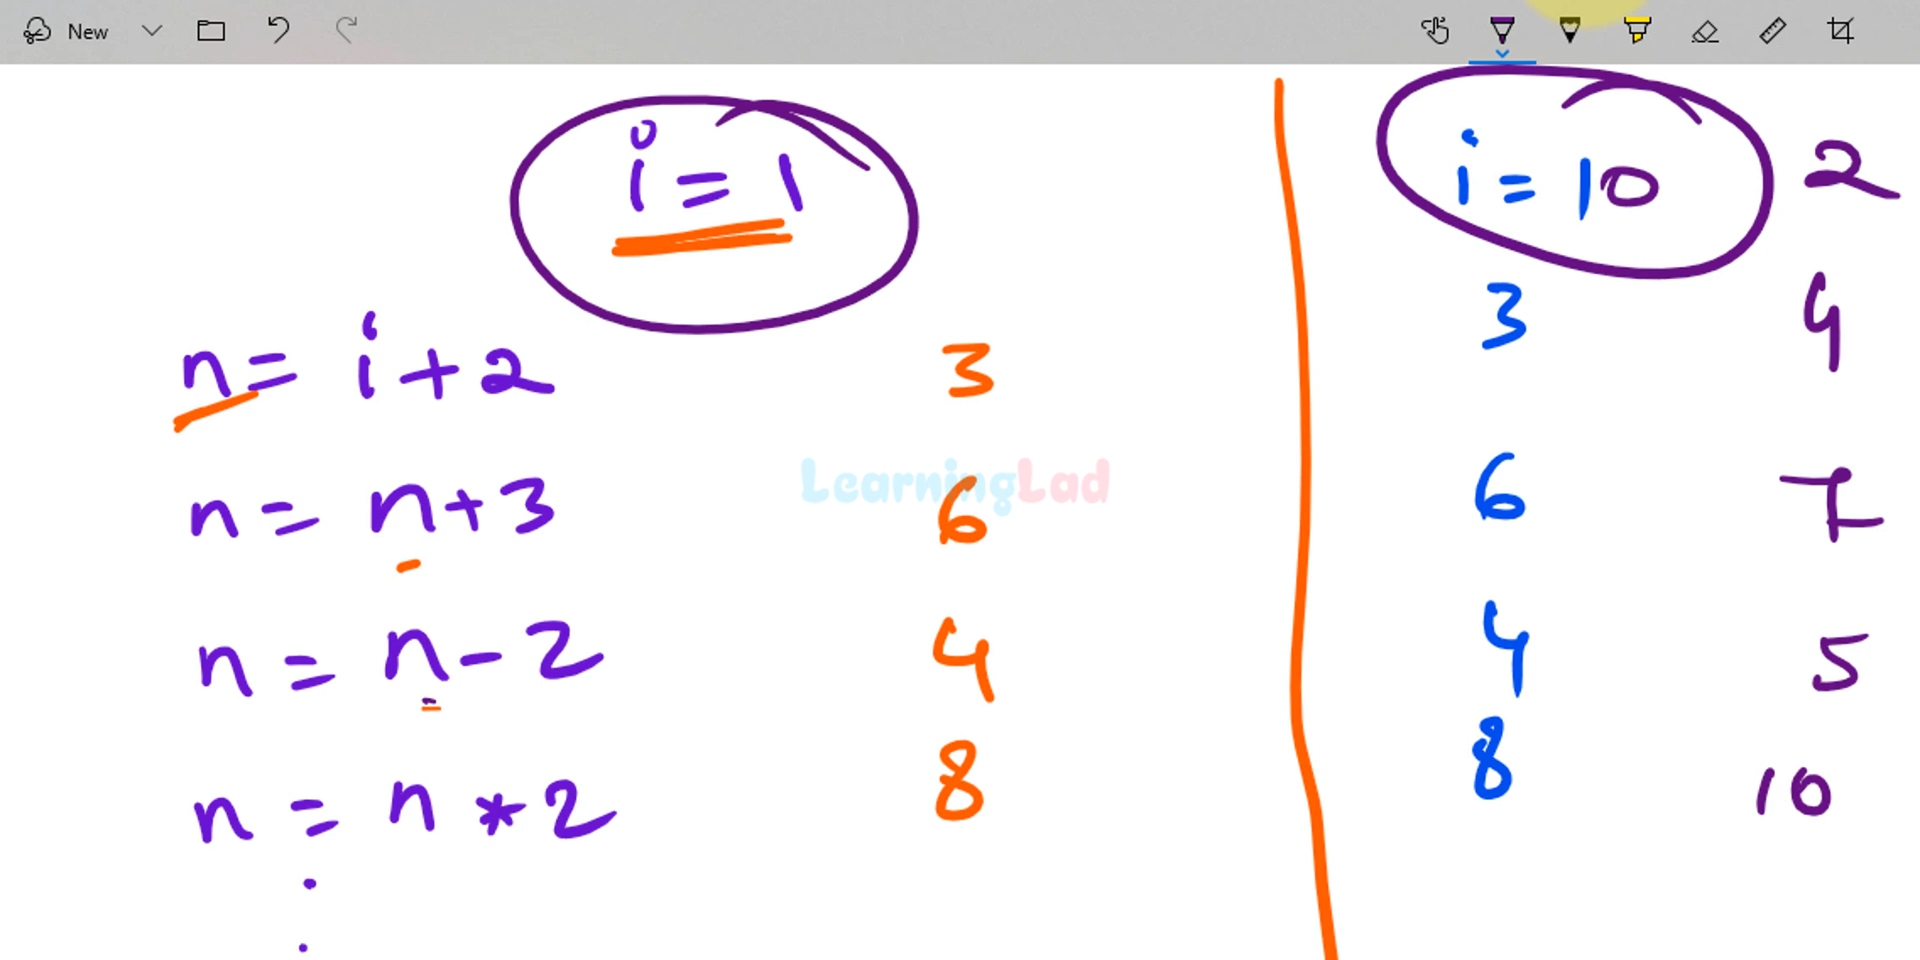 New
i = 1
i = 10 2
n = i + 2 3 3 4
n = n + 3 6 6 7
LearningLad
n = n - 2 4 4 5
n = n * 2 8 8 10